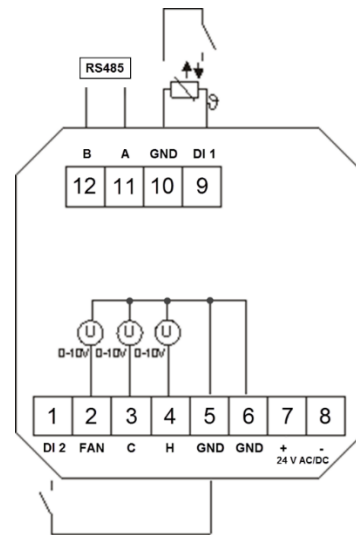 RS485
ϑ
B A GND DI 1
12 11 10 9
U U U
0-10V 0-10V 0-10V
1 2 3 4 5 6 7 8
DI 2 FAN C H GND GND + -
24 V AC/DC